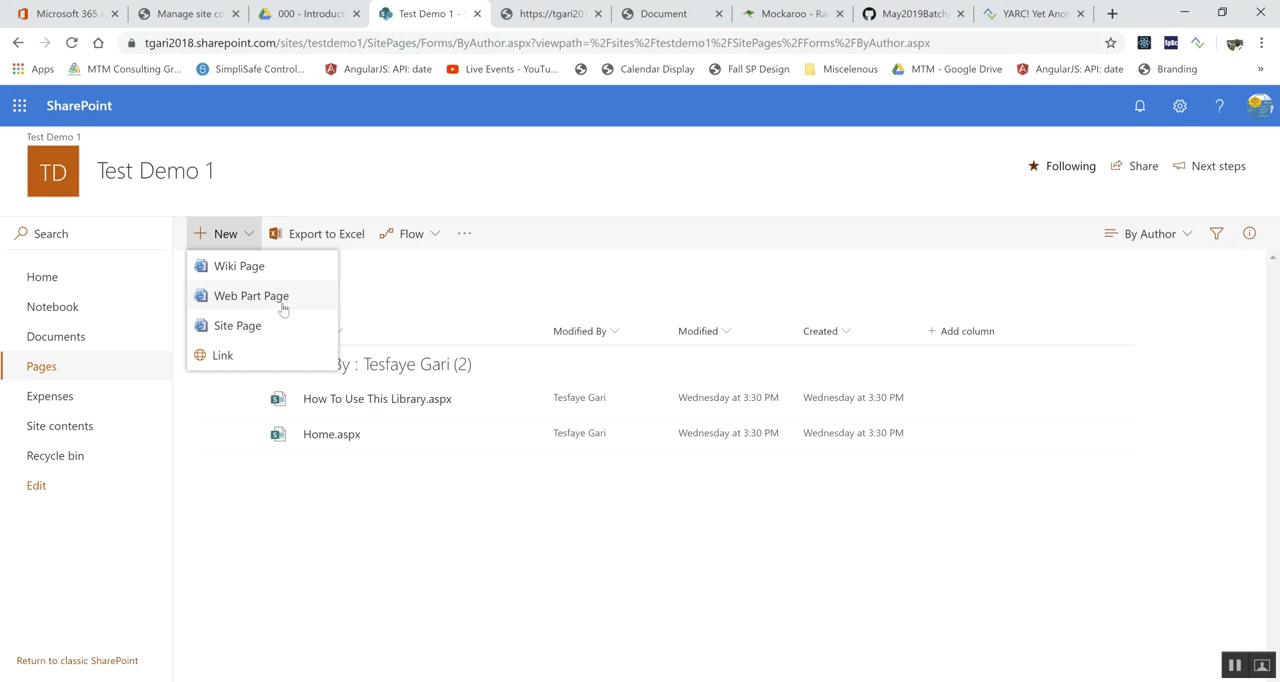 Microsoft 365 A
Manage site co
000 - Introduct
Test Demo 1 - S
https://tgari20
Document
Mockaroo - Ra
May2019Batch
YARC! Yet Anot
tgari2018.sharepoint.com/sites/testdemo1/SitePages/Forms/ByAuthor.aspx?viewpath=%2Fsites%2Ftestdemo1%2FSitePages%2FForms%2FByAuthor.aspx
Apps
MTM Consulting Gr...
SimpliSafe Control...
AngularJS: API: date
Live Events - YouTu...
Calendar Display
Fall SP Design
Miscelenous
MTM - Google Drive
AngularJS: API: date
Branding
»
SharePoint
?
Test Demo 1
TD
Test Demo 1
Following
Share
Next steps
Search
New
Export to Excel
Flow
···
By Author
Wiki Page
Web Part Page
Site Page
Link
Home
Notebook
Documents
Pages
Expenses
Site contents
Recycle bin
Edit
Modified By
Modified
Created
Add column
By : Tesfaye Gari (2)
How To Use This Library.aspx
Tesfaye Gari
Wednesday at 3:30 PM
Wednesday at 3:30 PM
Home.aspx
Tesfaye Gari
Wednesday at 3:30 PM
Wednesday at 3:30 PM
Return to classic SharePoint